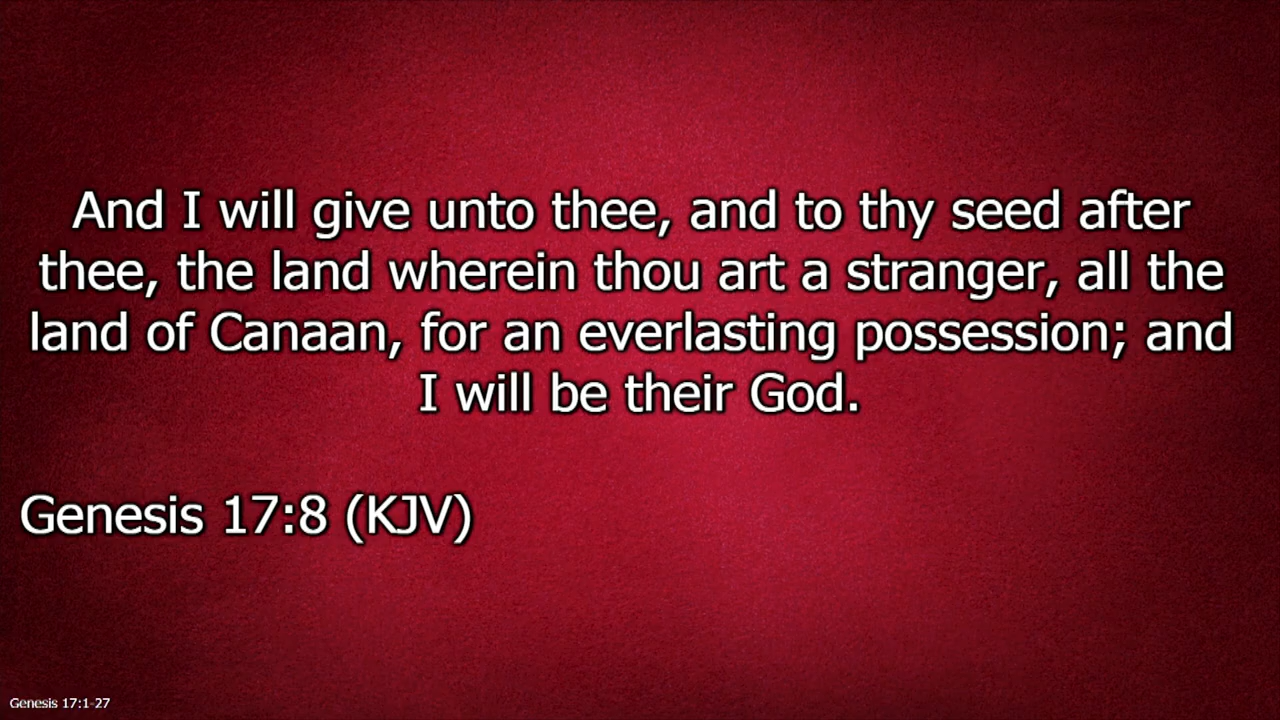 And I will give unto thee, and to thy seed after
thee, the land wherein thou art a stranger, all the
land of Canaan, for an everlasting possession; and
I will be their God.
Genesis 17:8 (KJV)
Genesis 17:1-27